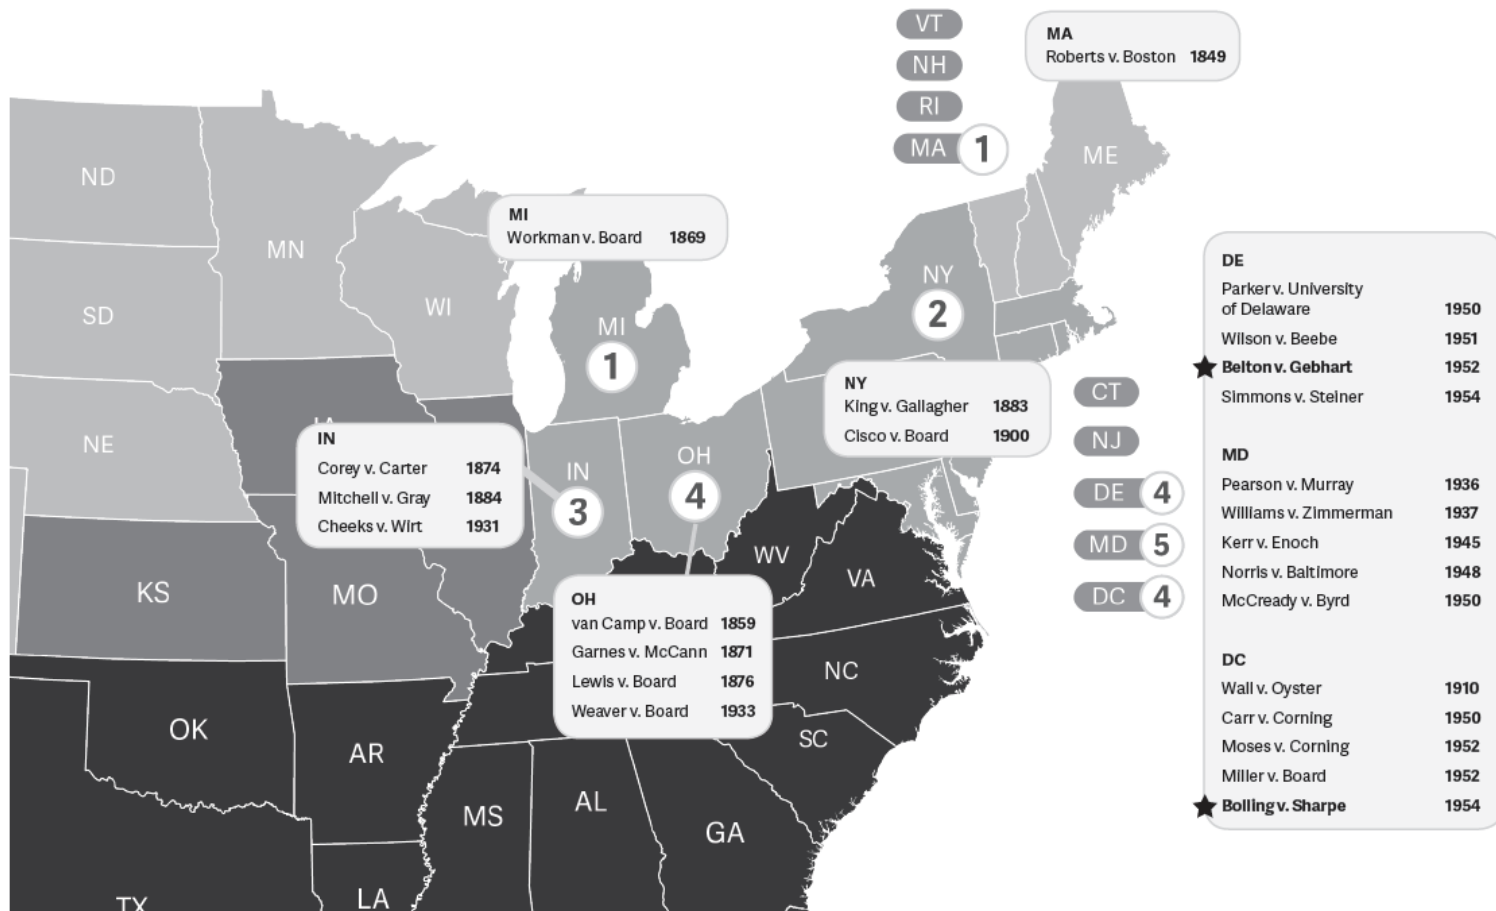 VT
NH
RI
MA 1
MA
Roberts v. Boston 1849
ME
ND
MN
MI
Workman v. Board 1869
SD
WI
MI
1
NY
2
NY
King v. Gallagher 1883
Cisco v. Board 1900
CT
NJ
DE 4
MD 5
DC 4
DE
Parker v. University
of Delaware 1950
Wilson v. Beebe 1951
Belton v. Gebhart 1952
Simmons v. Steiner 1954
MD
Pearson v. Murray 1936
Williams v. Zimmerman 1937
Kerr v. Enoch 1945
Norris v. Baltimore 1948
McCready v. Byrd 1950
DC
Wall v. Oyster 1910
Carr v. Corning 1950
Moses v. Corning 1952
Miller v. Board 1952
Bolling v. Sharpe 1954
NE
IA
IN
Corey v. Carter 1874
Mitchell v. Gray 1884
Cheeks v. Wirt 1931
IN
3
OH
4
OH
van Camp v. Board 1859
Garnes v. McCann 1871
Lewis v. Board 1876
Weaver v. Board 1933
KS
MO
WV
VA
NC
SC
OK
AR
MS
AL
GA
TX
LA